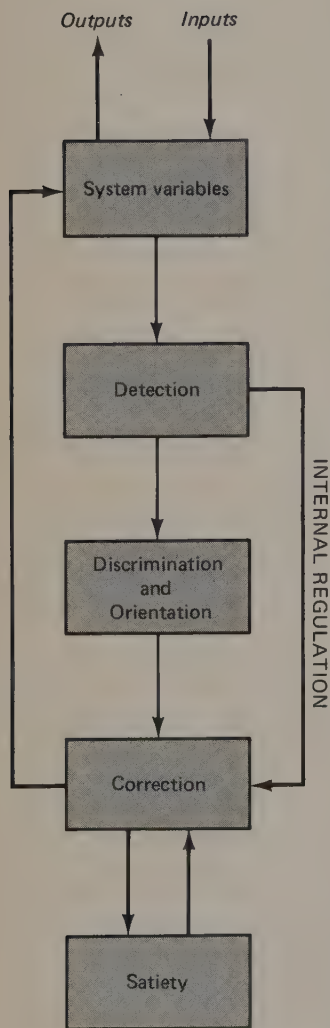 Outputs Inputs
System variables
Detection
Discrimination
and
Orientation
INTERNAL REGULATION
Correction
Satiety